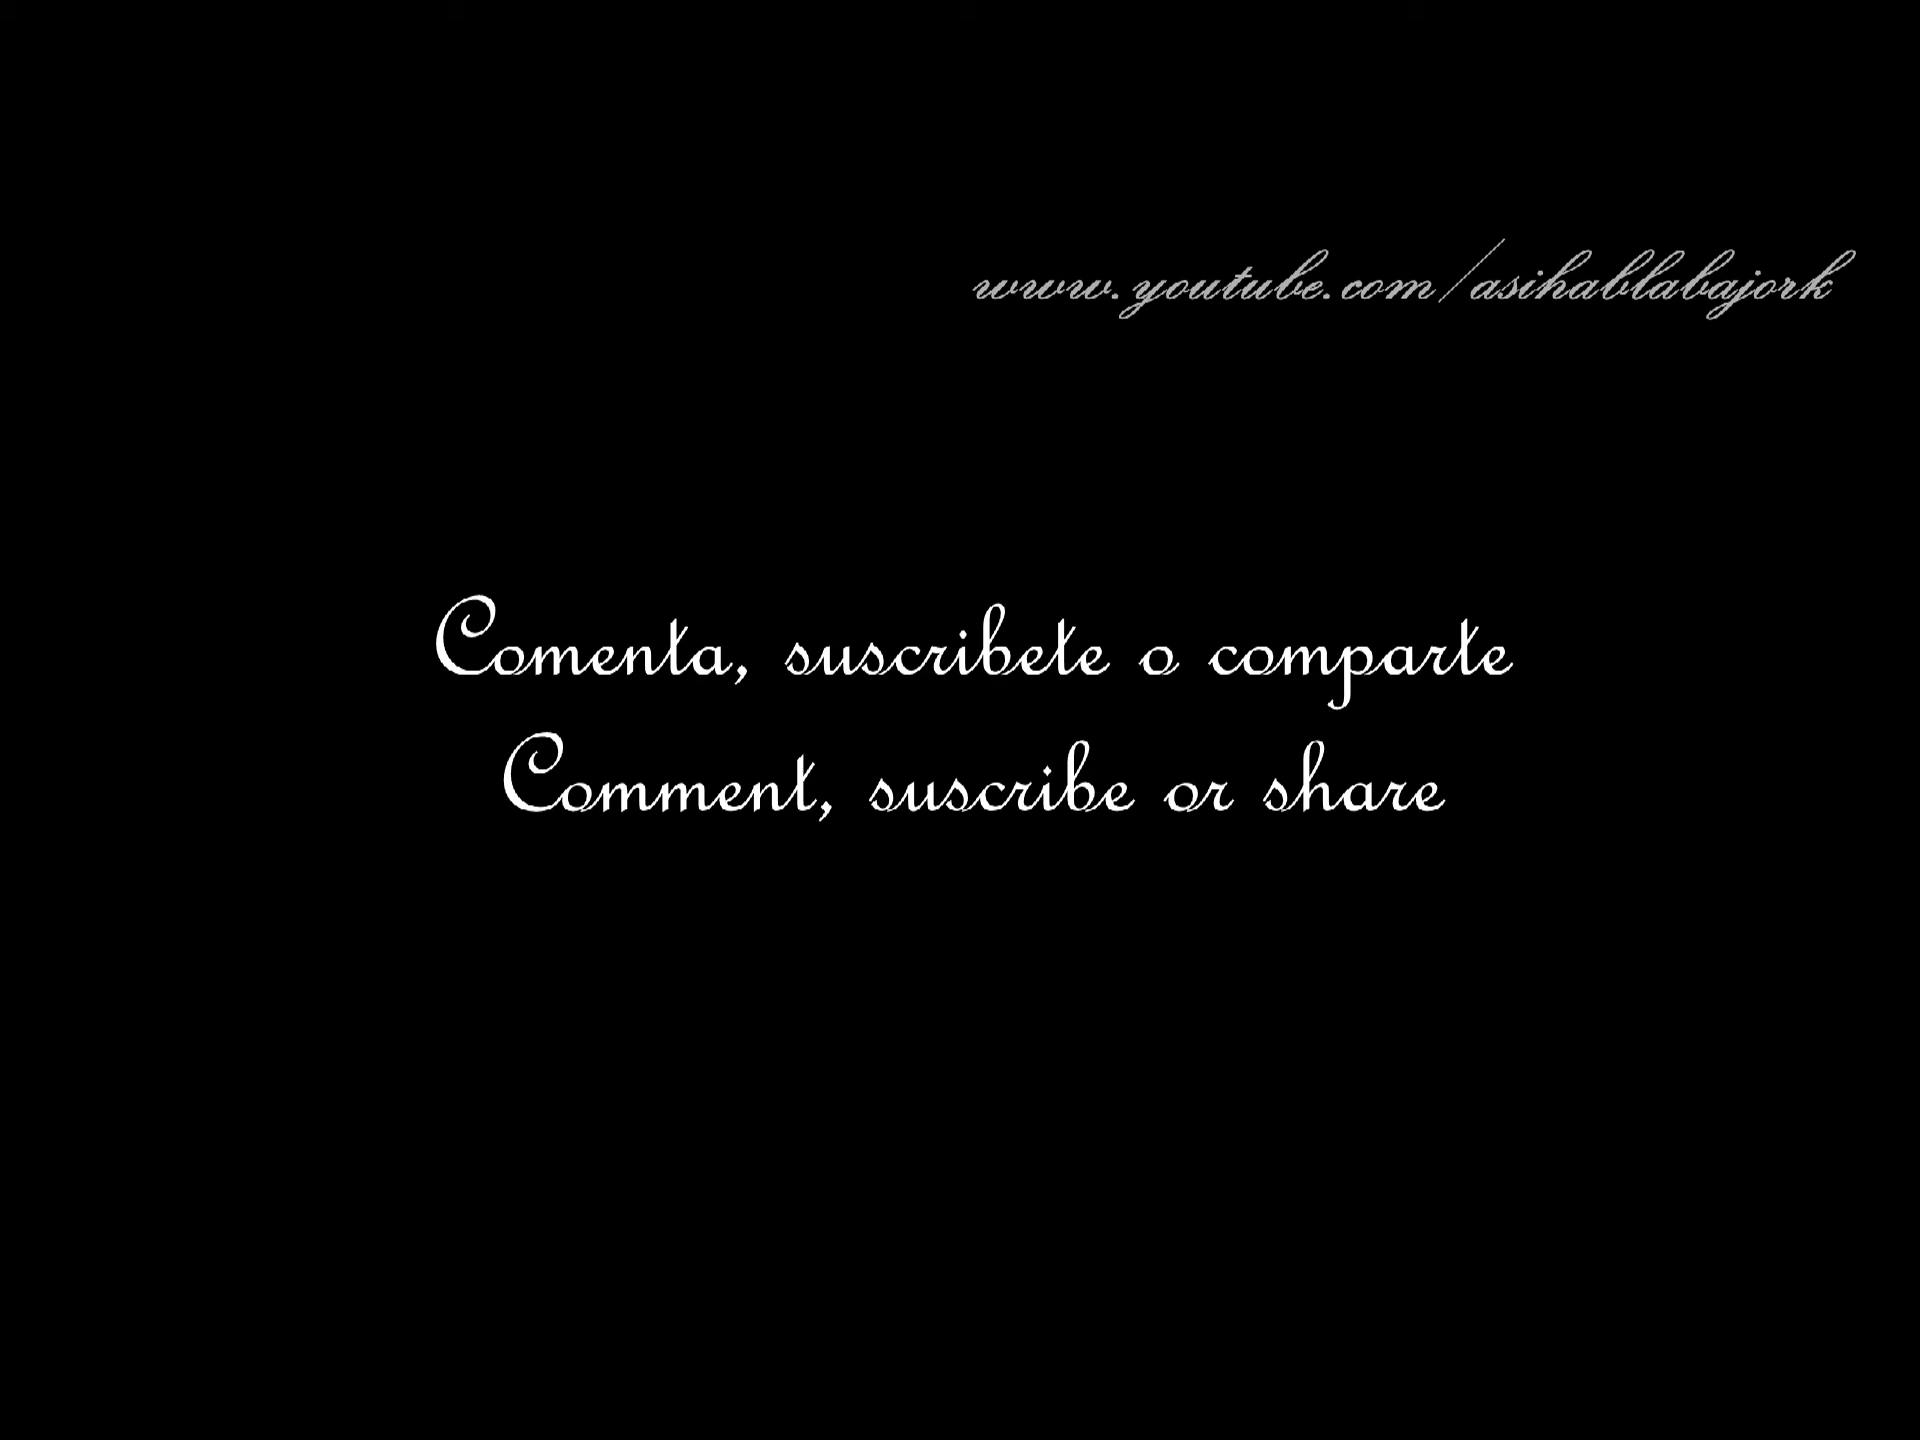 www.youtube.com/asihablabajork
Comenta, suscribete o comparte
Comment, suscribe or share